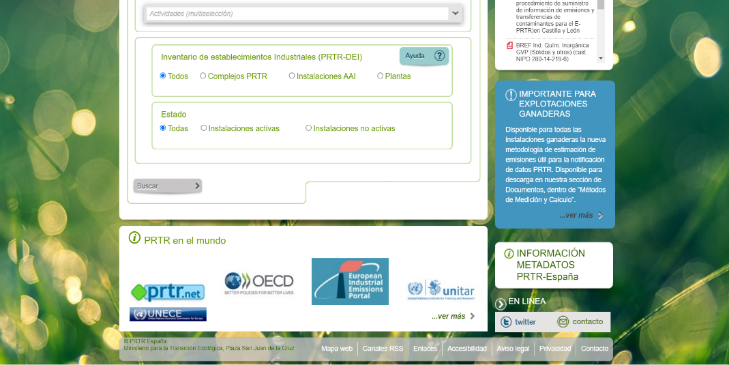 Actividades (multiselección)
Inventario de establecimientos Industriales (PRTR-DEI)
Ayuda ?
Todos Complejos PRTR Instalaciones AAI Plantas
Estado
Todas Instalaciones activas Instalaciones no activas
Buscar
PRTR en el mundo
prtr.net
UNECE
OECD
BETTER POLICIES FOR BETTER LIVES
European
Industrial
Emissions
Portal
unitar
...ver más
procedimiento de suministro
de información de emisiones y
transferencias de
contaminantes para el E-
PRTR)en Castilla y León
BREF Ind. Quím. Inorgánica
GVP (Sólidos y otros) (cast.
NIPO 280-14-218-6)
IMPORTANTE PARA
EXPLOTACIONES
GANADERAS
Disponible para todas las
instalaciones ganaderas la nueva
metodología de estimación de
emisiones útil para la notificación
de datos PRTR. Disponible para
descarga en nuestra sección de
Documentos, dentro de "Métodos
de Medición y Calculo".
...ver más
INFORMACIÓN
METADATOS
PRTR-España
EN LINEA
twitter contacto
© PRTR España
Ministerio para la Transición Ecológica, Plaza San Juan de la Cruz
Mapa web Canales RSS Enlaces Accesibilidad Aviso legal Privacidad Contacto